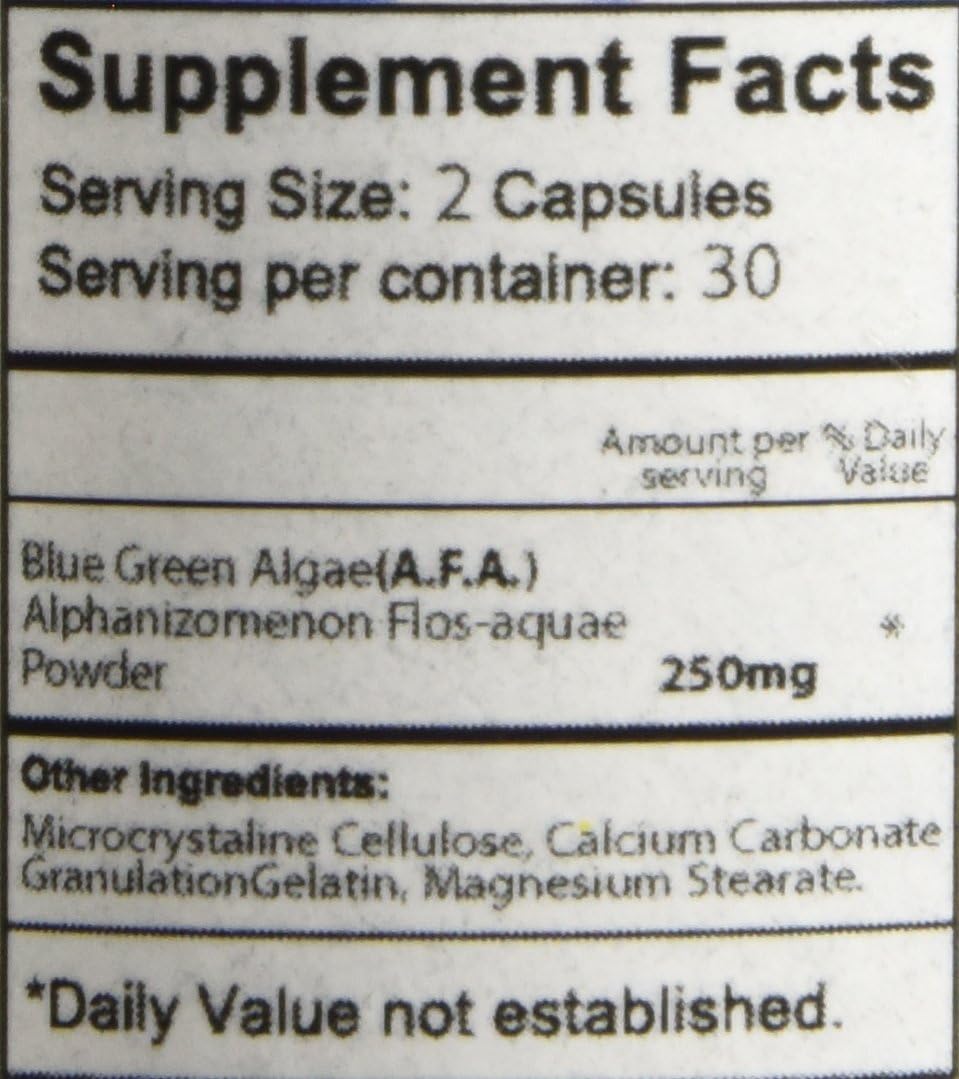 Supplement Facts
Serving Size: 2 Capsules
Serving per container: 30
Amount per % Daily
serving Value
Blue Green Algae(A.F.A.)
Alphanizomenon Flos-aquae *
Powder 250mg
Other Ingredients:
Microcrystaline Cellulose, Calcium Carbonate
GranulationGelatin, Magnesium Stearate.
*Daily Value not established.